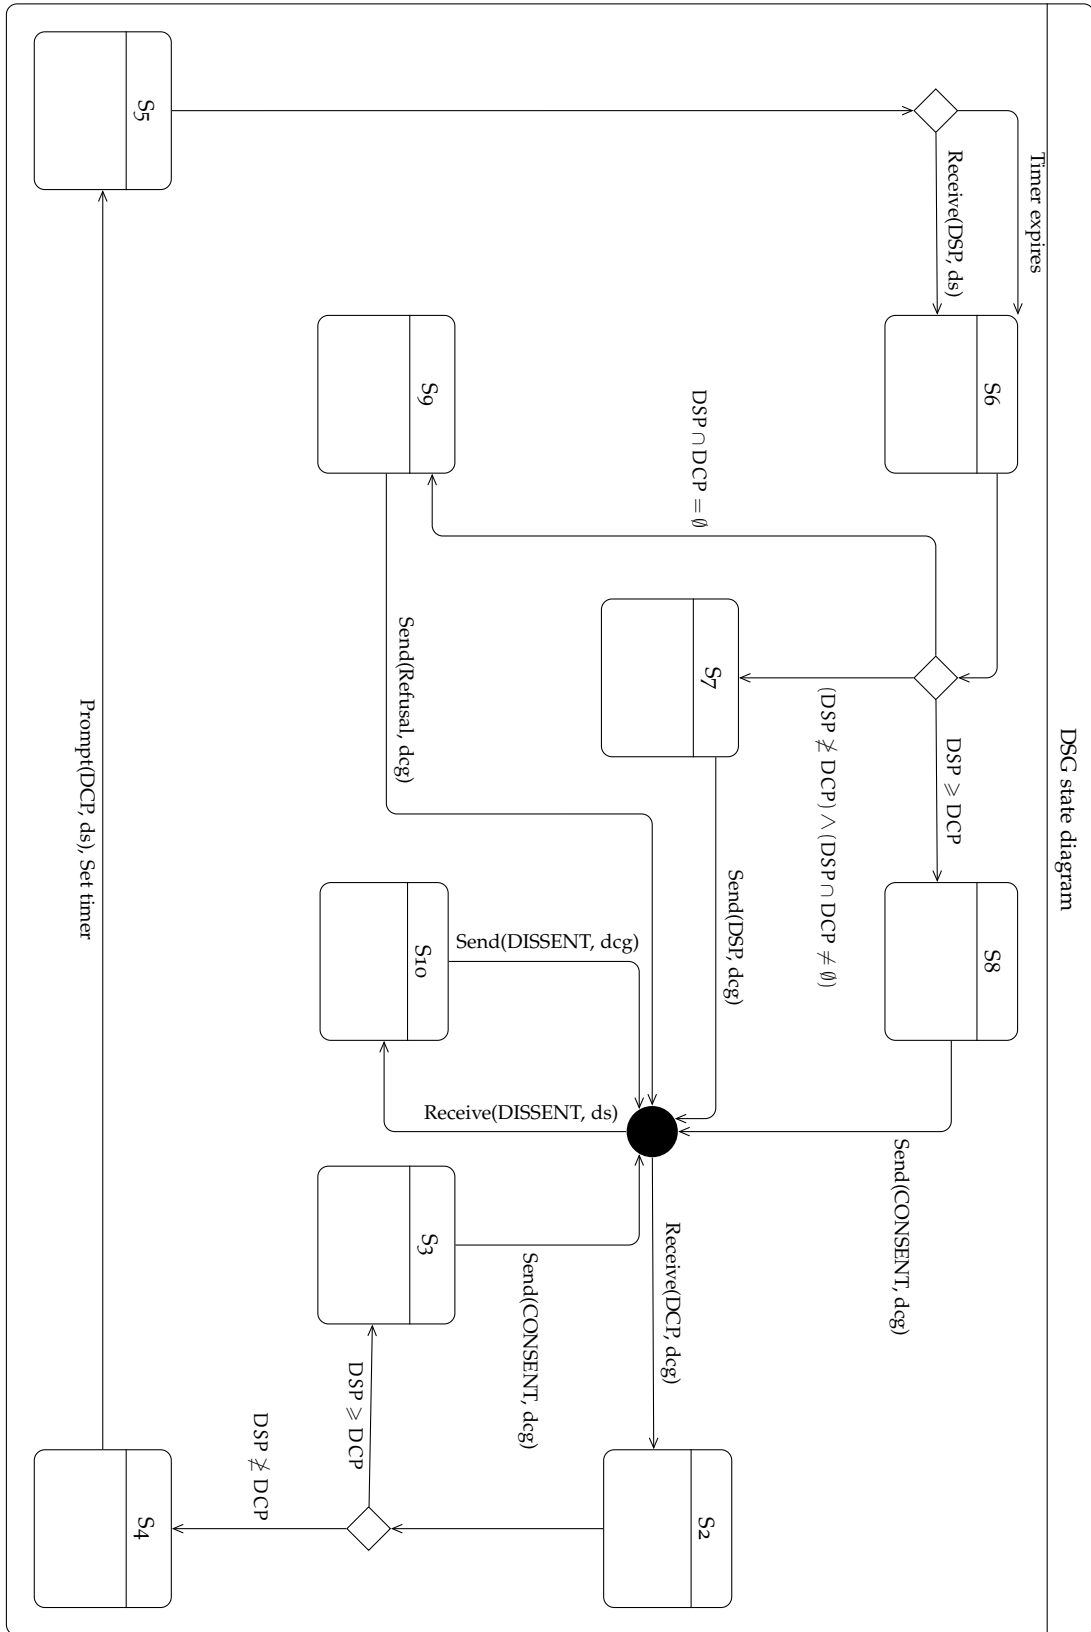 DSG state diagram
Timer expires
Receive(DSP, ds)
S6
DSP ⩾ DCP
S8
Send(CONSENT, dcg)
(DSP ⋡ DCP) ∧ (DSP ∩ DCP ≠ ∅)
DSP ∩ DCP = ∅
S7
Send(DSP, dcg)
Receive(DCP, dcg)
S2
S9
Send(Refusal, dcg)
Send(DISSENT, dcg)
S10
Receive(DISSENT, ds)
Send(CONSENT, dcg)
S3
DSP ⩾ DCP
DSP ⋡ DCP
S5
Prompt(DCP, ds), Set timer
S4